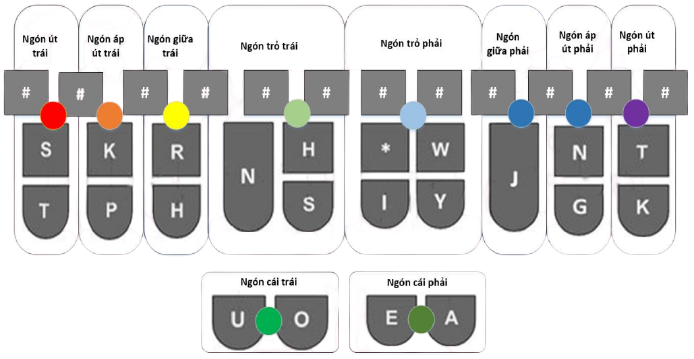 Ngón út trái
Ngón áp út trái
Ngón giữa trái
Ngón trỏ trái
Ngón trỏ phải
Ngón giữa phải
Ngón áp út phải
Ngón út phải
# # # # # # # # # # # #
S K R H * W N T
N J
T P H S I Y G K
Ngón cái trái
Ngón cái phải
U O E A